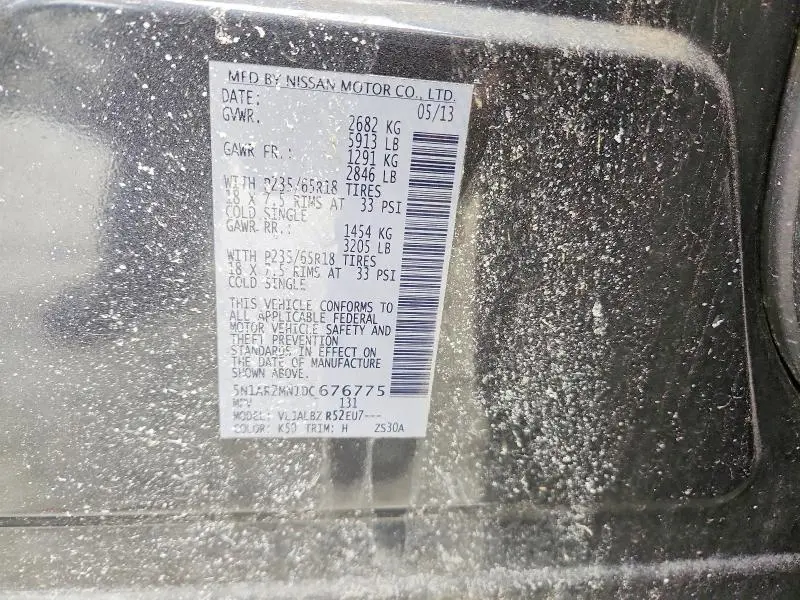 MFD BY NISSAN MOTOR CO., LTD.
DATE: 05/13
GVWR. 2682 KG
5913 LB
GAWR FR.: 1291 KG
2846 LB
WITH P235/65R18 TIRES
18 X 7.5 RIMS AT 33 PSI
COLD SINGLE
GAWR RR.: 1454 KG
3205 LB
WITH P235/65R18 TIRES
18 X 7.5 RIMS AT 33 PSI
COLD SINGLE
THIS VEHICLE CONFORMS TO
ALL APPLICABLE FEDERAL
MOTOR VEHICLE SAFETY AND
THEFT PREVENTION
STANDARDS IN EFFECT ON
THE DATE OF MANUFACTURE
SHOWN ABOVE.
5N1AR2MN1DC676775
MPV 131
MODEL: R52EU7---
COLOR: K50 TRIM: H ZS30A